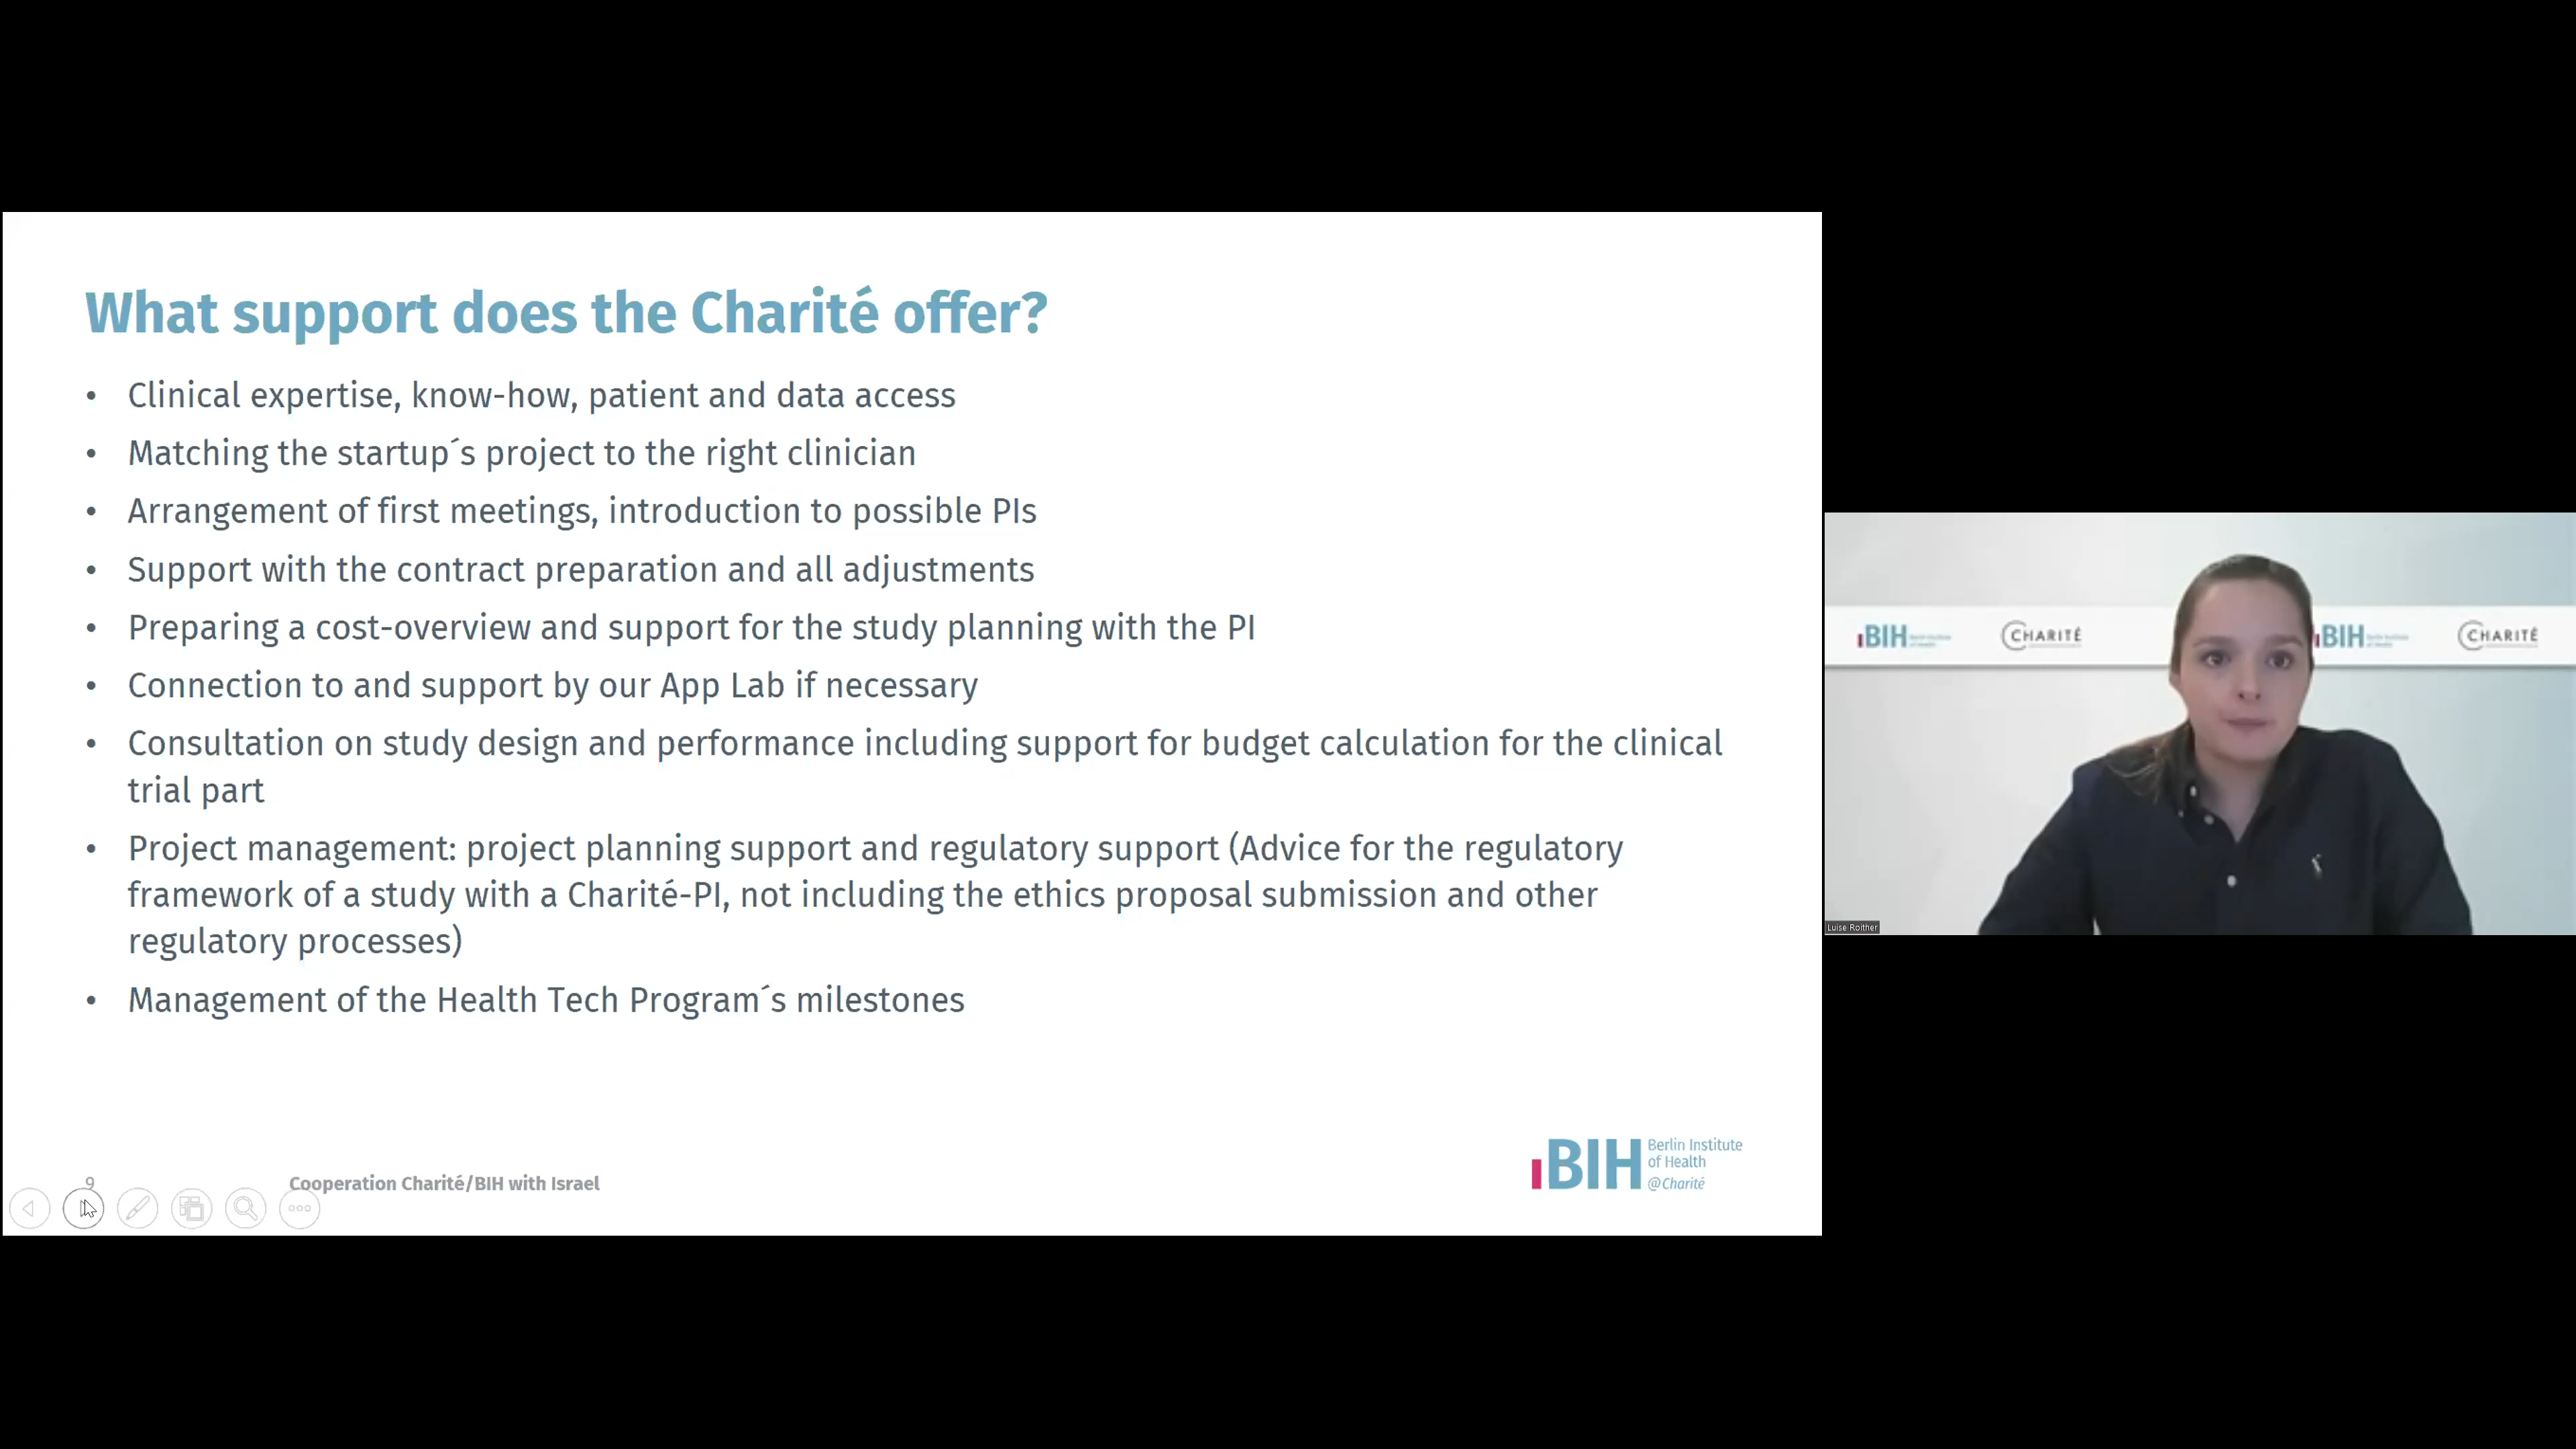 What support does the Charité offer?
• Clinical expertise, know-how, patient and data access
• Matching the startup´s project to the right clinician
• Arrangement of first meetings, introduction to possible PIs
• Support with the contract preparation and all adjustments
• Preparing a cost-overview and support for the study planning with the PI
• Connection to and support by our App Lab if necessary
• Consultation on study design and performance including support for budget calculation for the clinical
trial part
• Project management: project planning support and regulatory support (Advice for the regulatory
framework of a study with a Charité-PI, not including the ethics proposal submission and other
regulatory processes)
• Management of the Health Tech Program´s milestones
9
Cooperation Charité/BIH with Israel
BIH
Berlin Institute
of Health
@Charité
BIH
CHARITÉ
BIH
CHARITÉ
Luise Roither